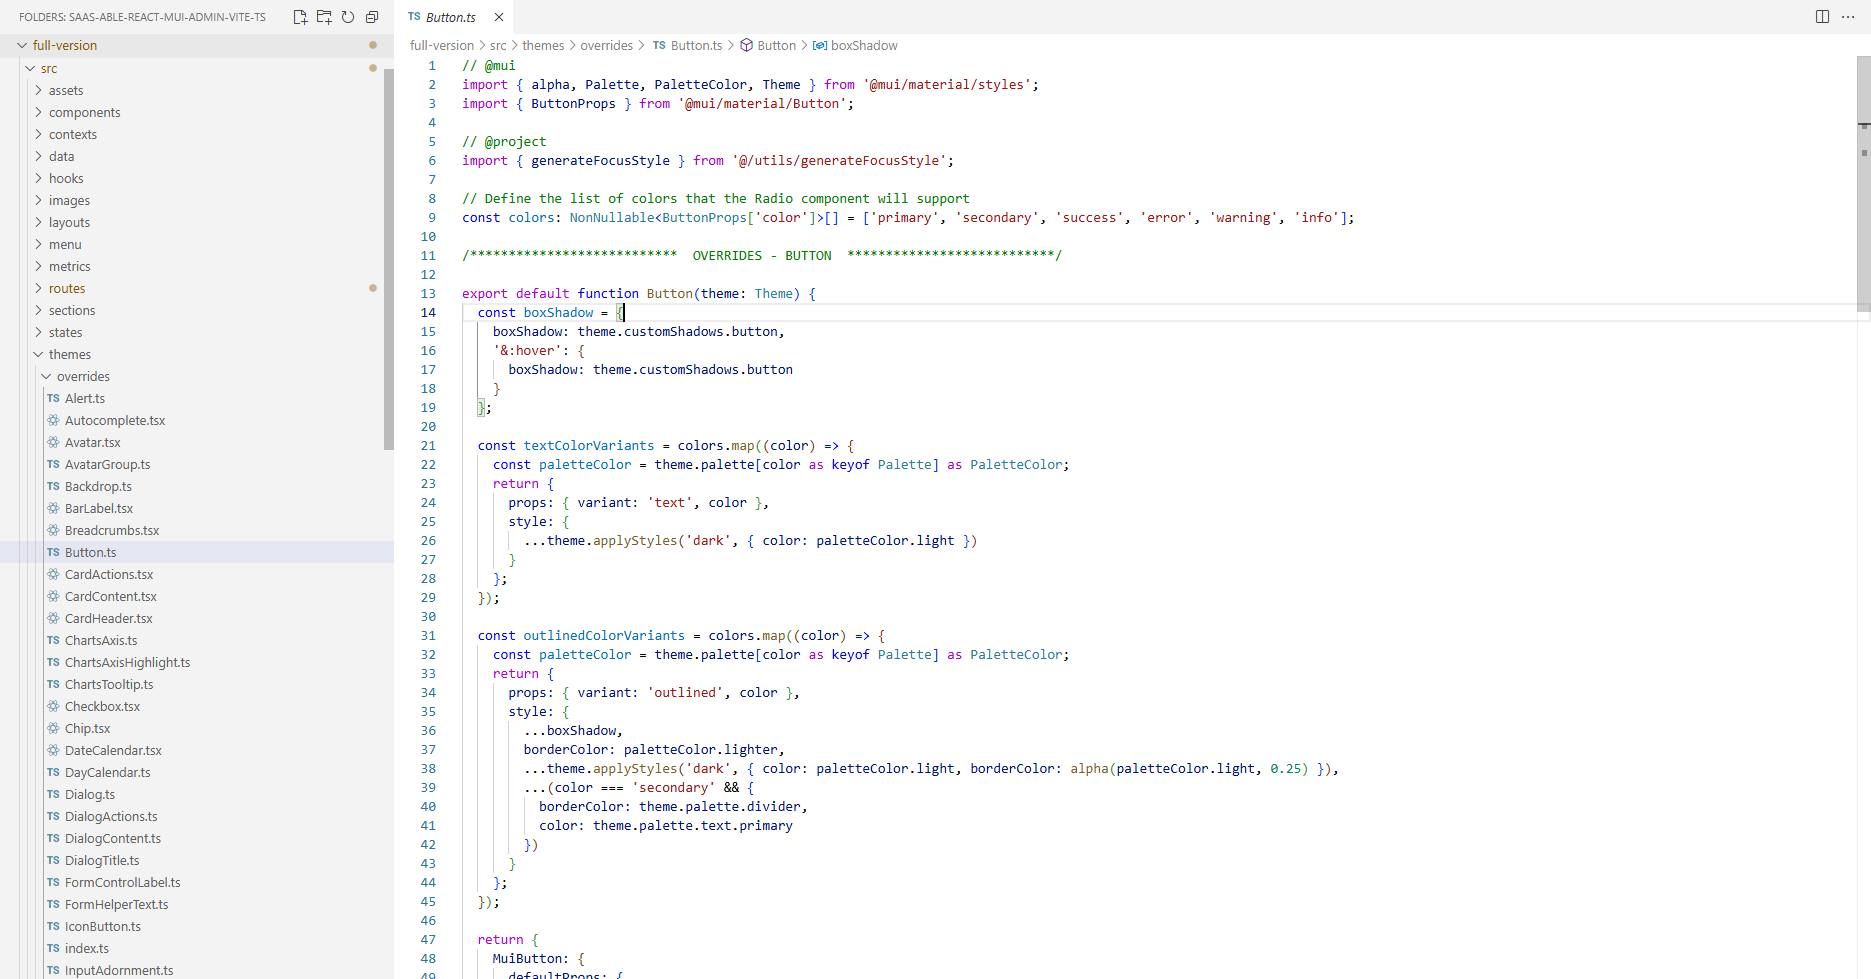 FOLDERS: SAAS-ABLE-REACT-MUI-ADMIN-VITE-TS
full-version
src
assets
components
contexts
data
hooks
images
layouts
menu
metrics
routes
sections
states
themes
overrides
TS Alert.ts
Autocomplete.tsx
Avatar.tsx
TS AvatarGroup.ts
TS Backdrop.ts
BarLabel.tsx
Breadcrumbs.tsx
TS Button.ts
CardActions.tsx
CardContent.tsx
CardHeader.tsx
TS ChartsAxis.ts
TS ChartsAxisHighlight.ts
TS ChartsTooltip.ts
Checkbox.tsx
Chip.tsx
DateCalendar.tsx
TS DayCalendar.ts
TS Dialog.ts
TS DialogActions.ts
TS DialogContent.ts
TS DialogTitle.ts
TS FormControlLabel.ts
TS FormHelperText.ts
TS IconButton.ts
TS index.ts
TS InputAdornment.ts
TS Button.ts
full-version > src > themes > overrides > TS Button.ts > Button > boxShadow
1 // @mui
2 import { alpha, Palette, PaletteColor, Theme } from '@mui/material/styles';
3 import { ButtonProps } from '@mui/material/Button';
4
5 // @project
6 import { generateFocusStyle } from '@/utils/generateFocusStyle';
7
8 // Define the list of colors that the Radio component will support
9 const colors: NonNullable<ButtonProps['color']>[] = ['primary', 'secondary', 'success', 'error', 'warning', 'info'];
10
11 /*************************** OVERRIDES - BUTTON ***************************/
12
13 export default function Button(theme: Theme) {
14 const boxShadow = {
15 boxShadow: theme.customShadows.button,
16 '&:hover': {
17 boxShadow: theme.customShadows.button
18 }
19 };
20
21 const textColorVariants = colors.map((color) => {
22 const paletteColor = theme.palette[color as keyof Palette] as PaletteColor;
23 return {
24 props: { variant: 'text', color },
25 style: {
26 ...theme.applyStyles('dark', { color: paletteColor.light })
27 }
28 };
29 });
30
31 const outlinedColorVariants = colors.map((color) => {
32 const paletteColor = theme.palette[color as keyof Palette] as PaletteColor;
33 return {
34 props: { variant: 'outlined', color },
35 style: {
36 ...boxShadow,
37 borderColor: paletteColor.lighter,
38 ...theme.applyStyles('dark', { color: paletteColor.light, borderColor: alpha(paletteColor.light, 0.25) }),
39 ...(color === 'secondary' && {
40 borderColor: theme.palette.divider,
41 color: theme.palette.text.primary
42 })
43 }
44 };
45 });
46
47 return {
48 MuiButton: {
49 defaultProps: {